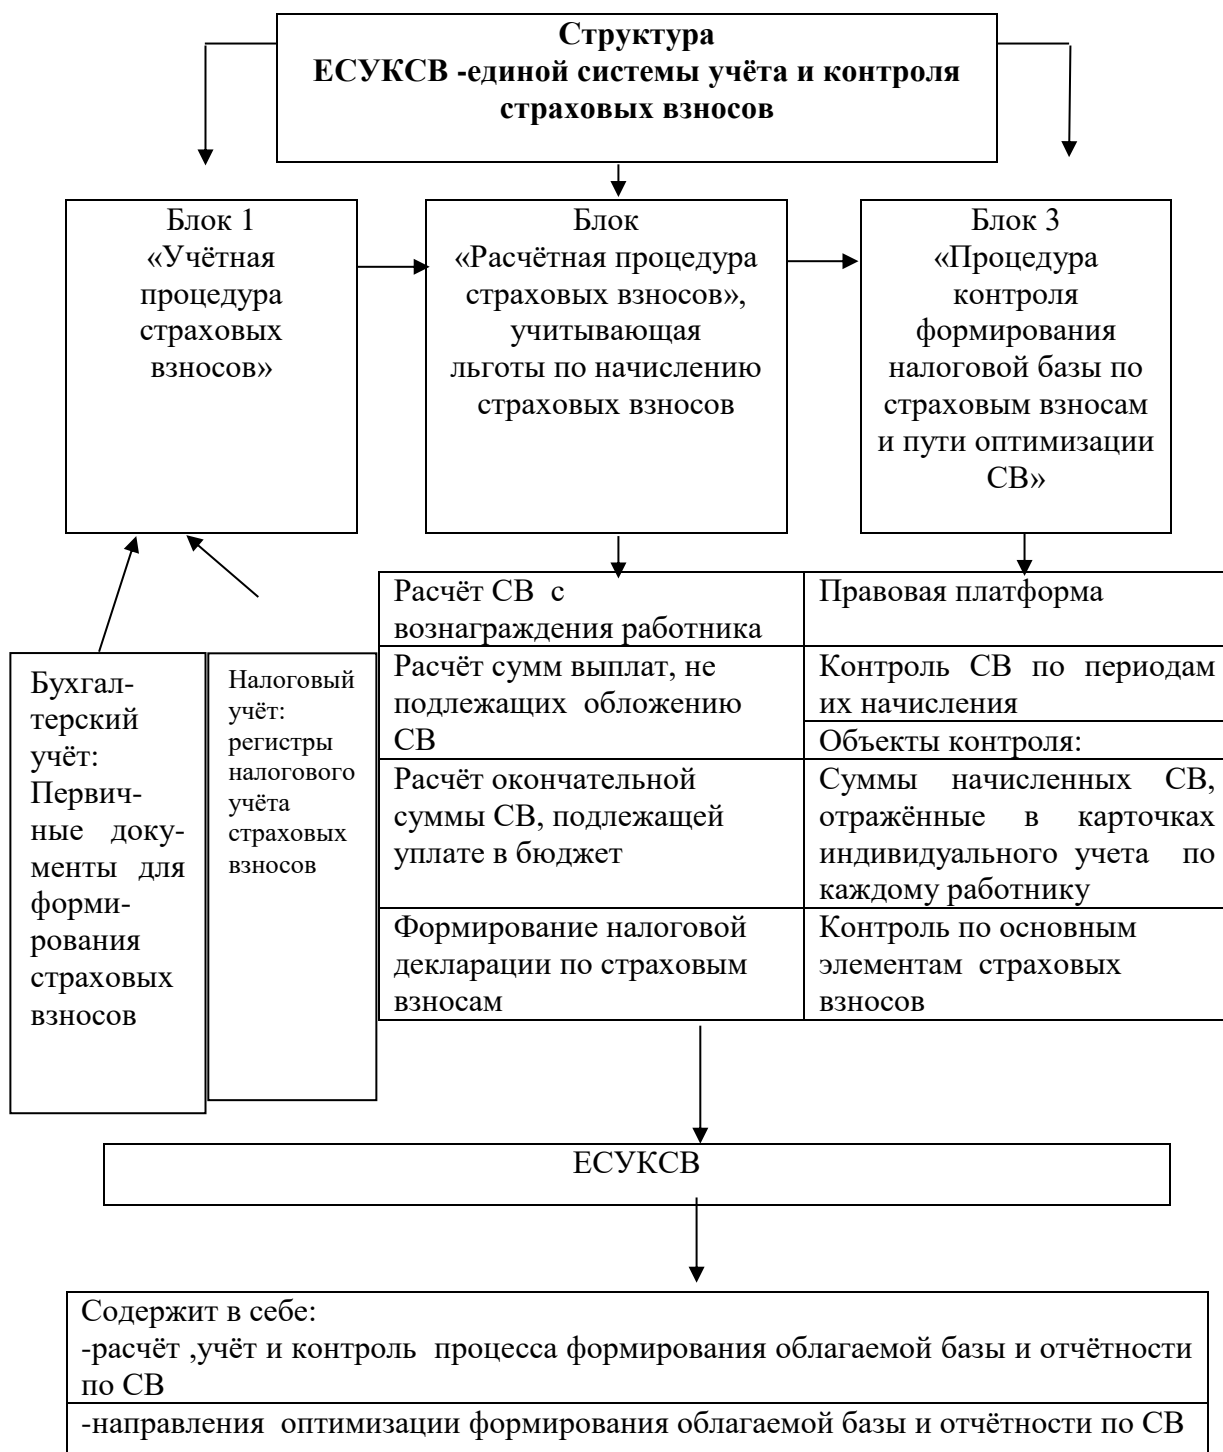 Структура
ЕСУКСВ -единой системы учёта и контроля
страховых взносов
Блок 1
«Учётная
процедура
страховых
взносов»
Блок
«Расчётная процедура
страховых взносов»,
учитывающая
льготы по начислению
страховых взносов
Блок 3
«Процедура
контроля
формирования
налоговой базы по
страховым взносам
и пути оптимизации
СВ»
Бухгал-
терский
учёт:
Первич-
ные доку-
менты для
форми-
рования
страховых
взносов
Налоговый
учёт:
регистры
налогового
учёта
страховых
взносов
Расчёт СВ с
вознаграждения работника
Расчёт сумм выплат, не
подлежащих обложению
СВ
Расчёт окончательной
суммы СВ, подлежащей
уплате в бюджет
Формирование налоговой
декларации по страховым
взносам
Правовая платформа
Контроль СВ по периодам
их начисления
Объекты контроля:
Суммы начисленных СВ,
отражённые в карточках
индивидуального учета по
каждому работнику
Контроль по основным
элементам страховых
взносов
ЕСУКСВ
Содержит в себе:
-расчёт ,учёт и контроль процесса формирования облагаемой базы и отчётности
по СВ
-направления оптимизации формирования облагаемой базы и отчётности по СВ